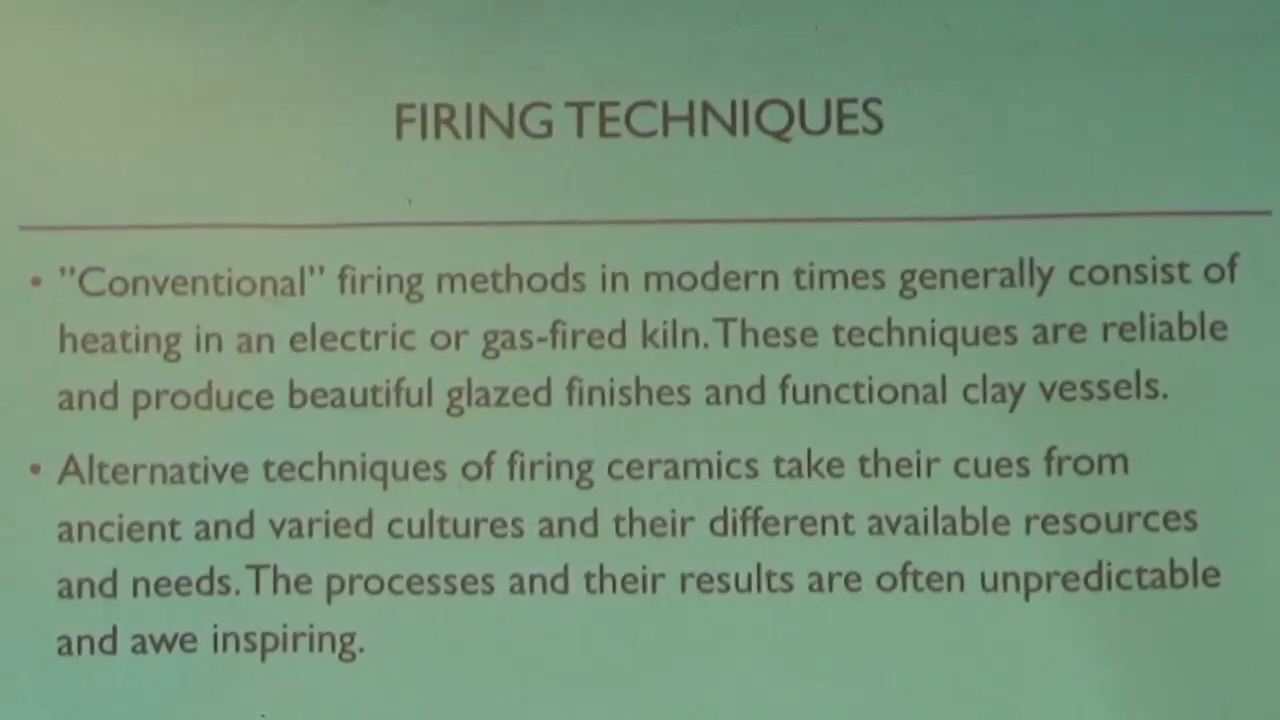 FIRING TECHNIQUES
• "Conventional" firing methods in modern times generally consist of
heating in an electric or gas-fired kiln. These techniques are reliable
and produce beautiful glazed finishes and functional clay vessels.
• Alternative techniques of firing ceramics take their cues from
ancient and varied cultures and their different available resources
and needs. The processes and their results are often unpredictable
and awe inspiring.